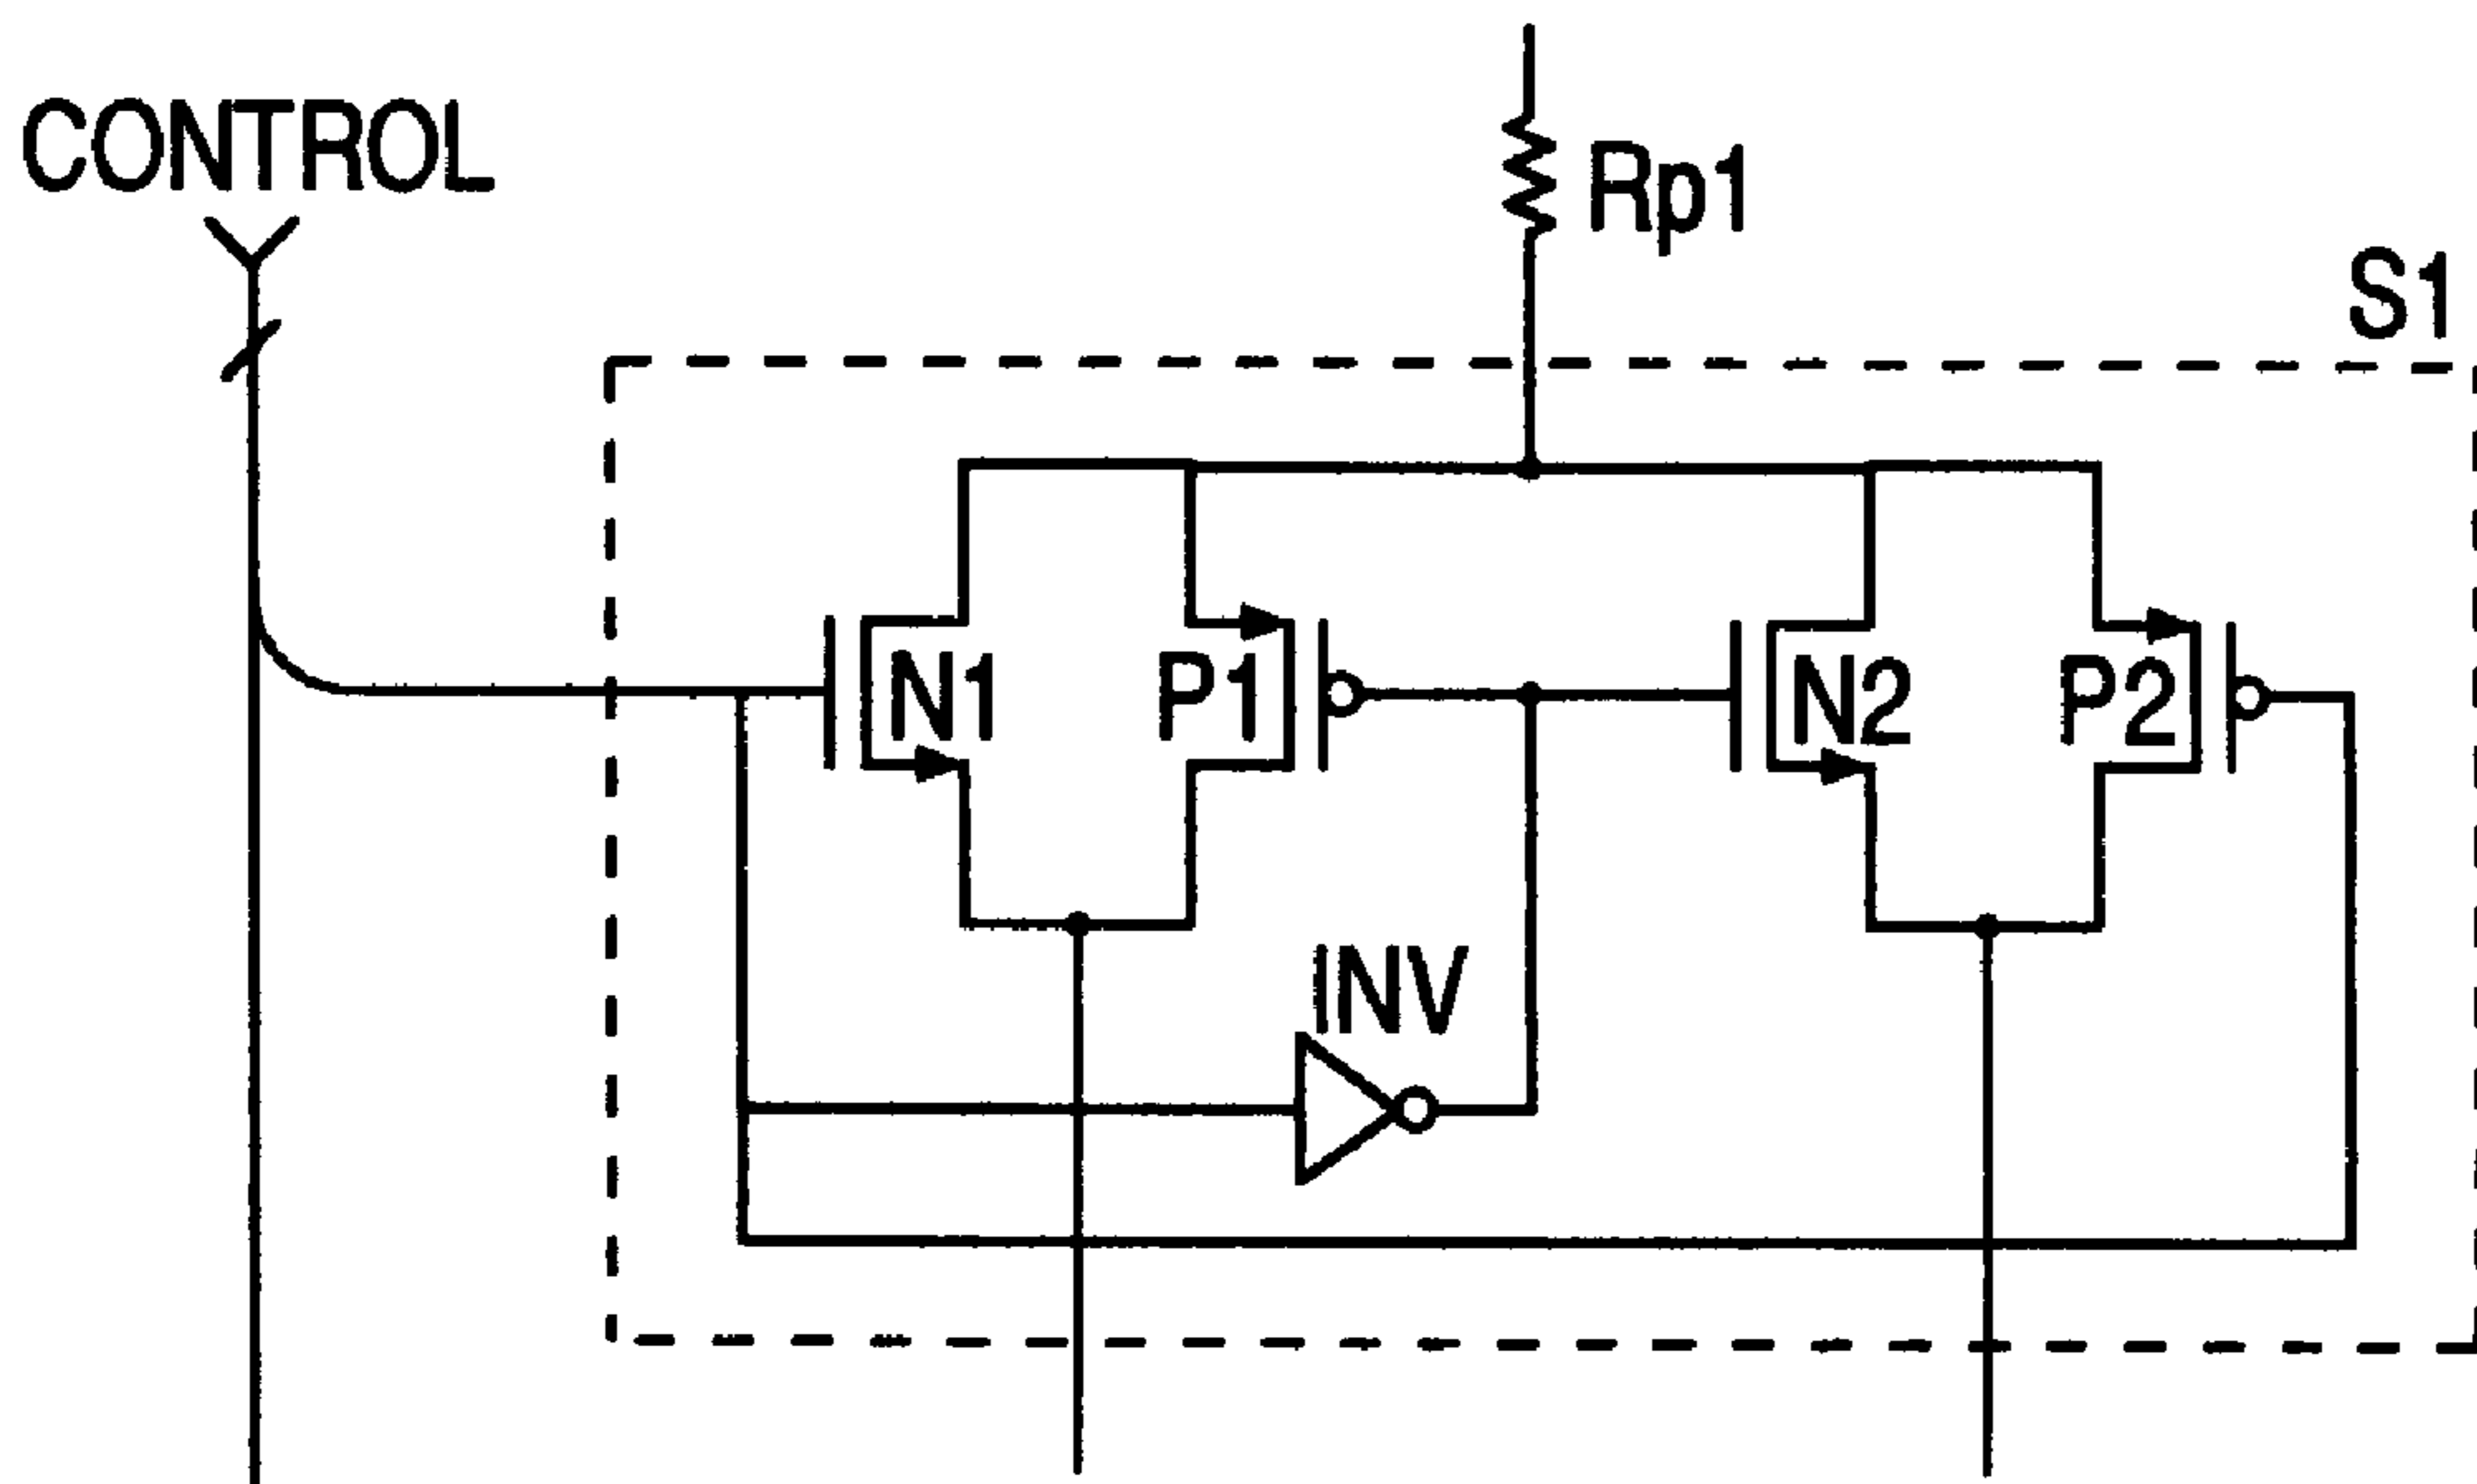 CONTROL
Rp1
S1
N1
P1
N2
P2
INV